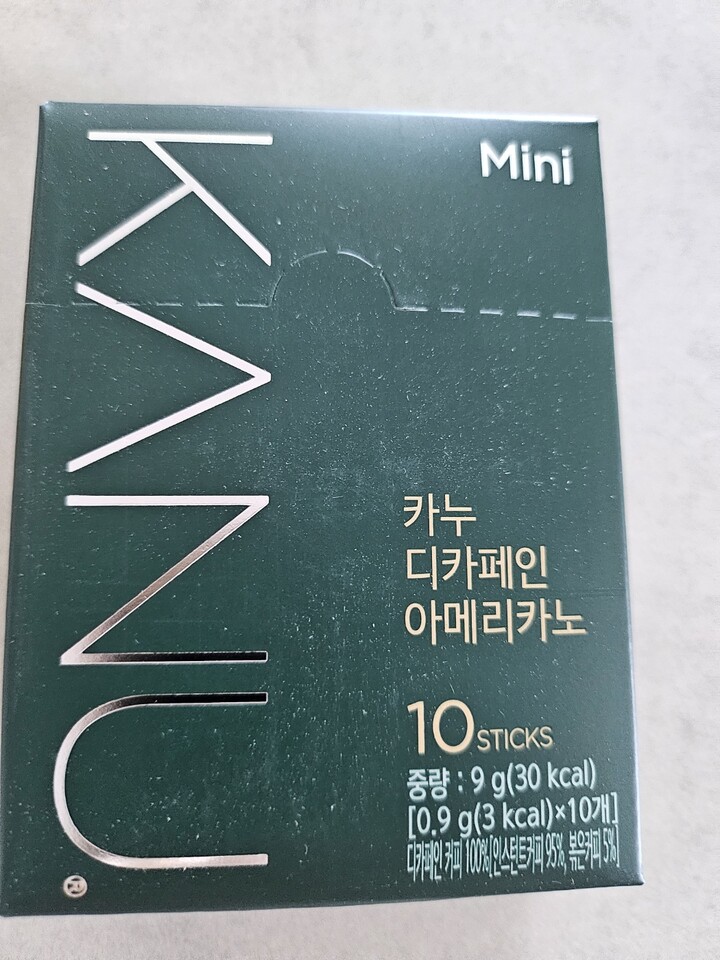 KANU
®
Mini
카누
디카페인
아메리카노
10 STICKS
중량 : 9 g(30 kcal)
[0.9 g(3 kcal)×10개]
디카페인 커피 100%[인스턴트커피 95%, 볶은커피 5%]